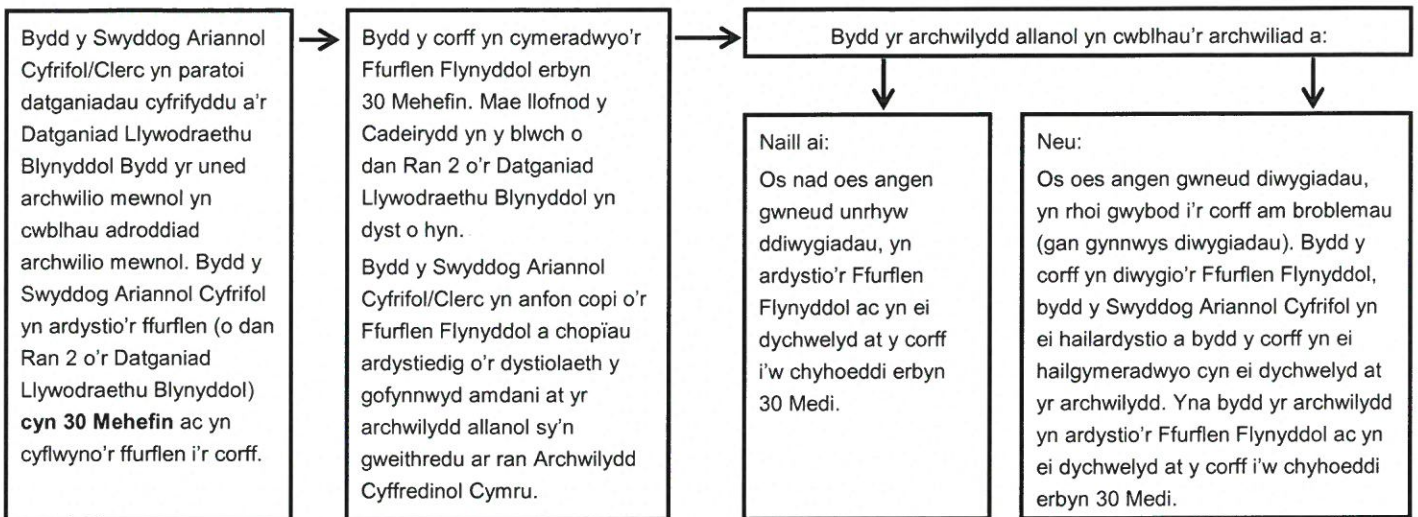 Bydd y Swyddog Ariannol
Cyfrifol/Clerc yn paratoi
datganiadau cyfrifyddu a'r
Datganiad Llywodraethu
Blynyddol Bydd yr uned
archwilio mewnol yn
cwblhau adroddiad
archwilio mewnol. Bydd y
Swyddog Ariannol Cyfrifol
yn ardystio'r ffurflen (o dan
Ran 2 o'r Datganiad
Llywodraethu Blynyddol)
cyn 30 Mehefin ac yn
cyflwyno'r ffurflen i'r corff.
Bydd y corff yn cymeradwyo'r
Ffurflen Flynyddol erbyn
30 Mehefin. Mae llofnod y
Cadeirydd yn y blwch o
dan Ran 2 o'r Datganiad
Llywodraethu Blynyddol yn
dyst o hyn.
Bydd y Swyddog Ariannol
Cyfrifol/Clerc yn anfon copi o'r
Ffurflen Flynyddol a chopïau
ardystiedig o'r dystiolaeth y
gofynnwyd amdani at yr
archwilydd allanol sy'n
gweithredu ar ran Archwilydd
Cyffredinol Cymru.
Bydd yr archwilydd allanol yn cwblhau'r archwiliad a:
Naill ai:
Os nad oes angen
gwneud unrhyw
ddiwygiadau, yn
ardystio'r Ffurflen
Flynyddol ac yn ei
dychwelyd at y corff
i'w chyhoeddi erbyn
30 Medi.
Neu:
Os oes angen gwneud diwygiadau,
yn rhoi gwybod i'r corff am broblemau
(gan gynnwys diwygiadau). Bydd y
corff yn diwygio'r Ffurflen Flynyddol,
bydd y Swyddog Ariannol Cyfrifol yn
ei hailardystio a bydd y corff yn ei
hailgymeradwyo cyn ei dychwelyd at
yr archwilydd. Yna bydd yr archwilydd
yn ardystio'r Ffurflen Flynyddol ac yn
ei dychwelyd at y corff i'w chyhoeddi
erbyn 30 Medi.